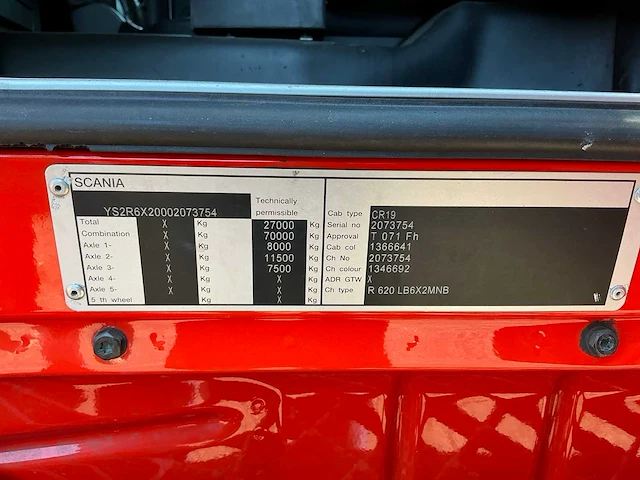 SCANIA
YS2R6X20002073754
Technically permissible
Total X Kg 27000 Kg
Combination X Kg 70000 Kg
Axle 1- X Kg 8000 Kg
Axle 2- X Kg 11500 Kg
Axle 3- X Kg 7500 Kg
Axle 4- X Kg X Kg
Axle 5- X Kg X Kg
5 th wheel X Kg X Kg
Cab type CR19
Serial no 2073754
Approval T 071 Fh
Cab col 1366641
Ch No 2073754
Ch colour 1346692
ADR GTW X
Ch type R 620 LB6X2MNB